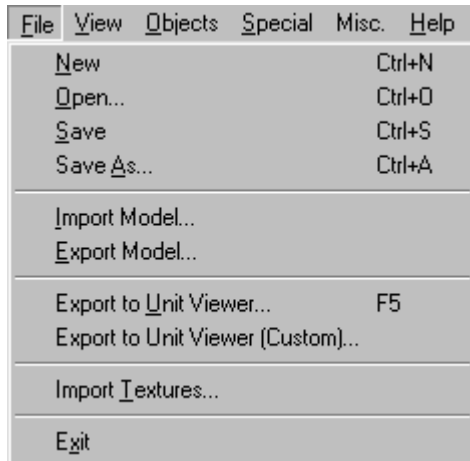 File View Objects Special Misc. Help
New Ctrl+N
Open... Ctrl+O
Save Ctrl+S
Save As... Ctrl+A
Import Model...
Export Model...
Export to Unit Viewer... F5
Export to Unit Viewer (Custom)...
Import Textures...
Exit